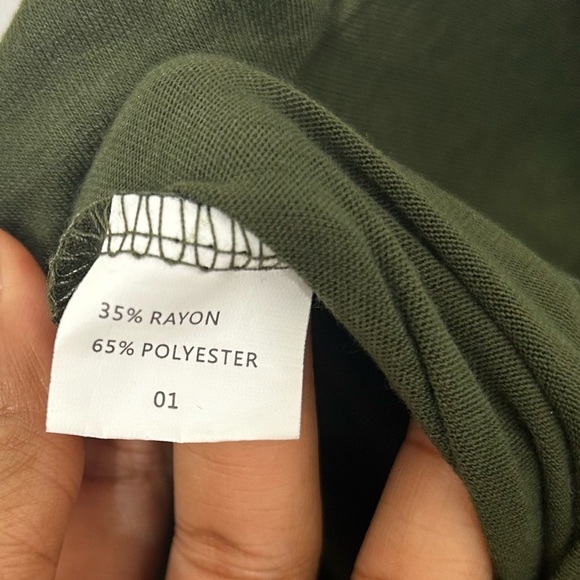 35% RAYON
65% POLYESTER
01